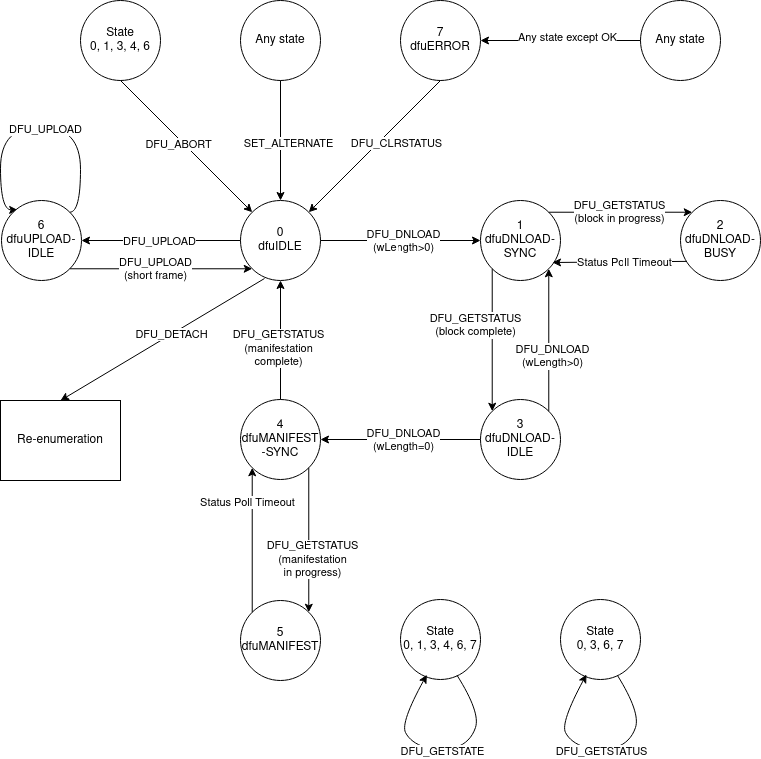 State
0, 1, 3, 4, 6
Any state
7
dfuERROR
Any state except OK
Any state
DFU_UPLOAD
DFU_ABORT
SET_ALTERNATE
DFU_CLRSTATUS
6
dfuUPLOAD-
IDLE
DFU_UPLOAD
DFU_UPLOAD
(short frame)
0
dfuIDLE
DFU_DNLOAD
(wLength>0)
1
dfuDNLOAD-
SYNC
DFU_GETSTATUS
(block in progress)
Status Poll Timeout
2
dfuDNLOAD-
BUSY
DFU_DETACH
DFU_GETSTATUS
(manifestation
complete)
DFU_GETSTATUS
(block complete)
DFU_DNLOAD
(wLength>0)
Re-enumeration
4
dfuMANIFEST
-SYNC
DFU_DNLOAD
(wLength=0)
3
dfuDNLOAD-
IDLE
Status Poll Timeout
DFU_GETSTATUS
(manifestation
in progress)
5
dfuMANIFEST
State
0, 1, 3, 4, 6, 7
DFU_GETSTATE
State
0, 3, 6, 7
DFU_GETSTATUS